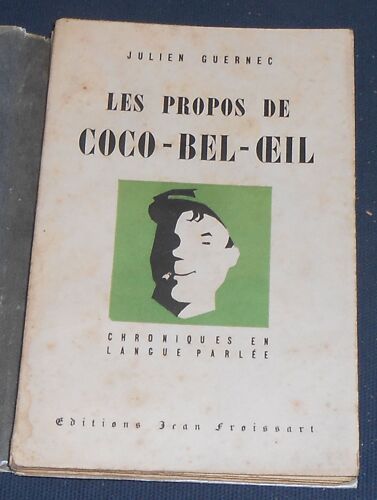 JULIEN GUERNEC
LES PROPOS DE
COCO-BEL-ŒIL
CHRONIQUES EN
LANGUE PARLÉE
Editions Jean Froissart